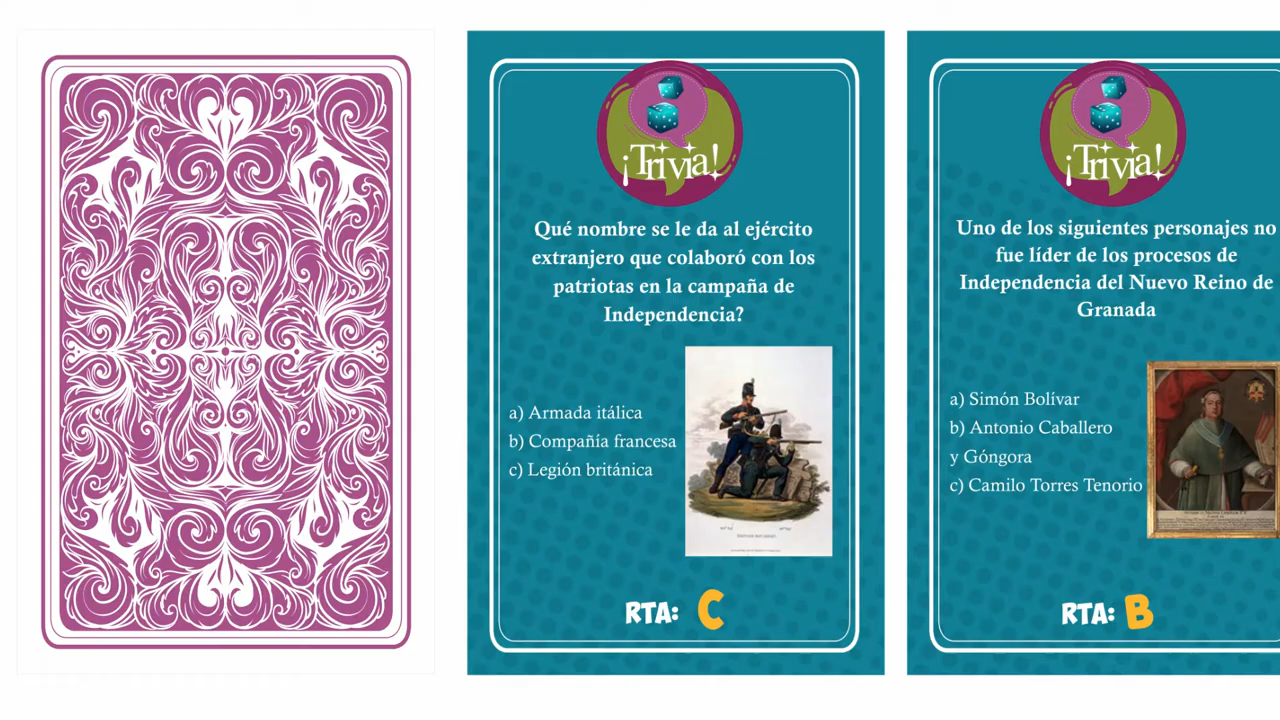 ¡Trivia!
Qué nombre se le da al ejército
extranjero que colaboró con los
patriotas en la campaña de
Independencia?
a) Armada itálica
b) Compañía francesa
c) Legión británica
RTA: C
¡Trivia!
Uno de los siguientes personajes no
fue líder de los procesos de
Independencia del Nuevo Reino de
Granada
a) Simón Bolívar
b) Antonio Caballero
y Góngora
c) Camilo Torres Tenorio
RTA: B